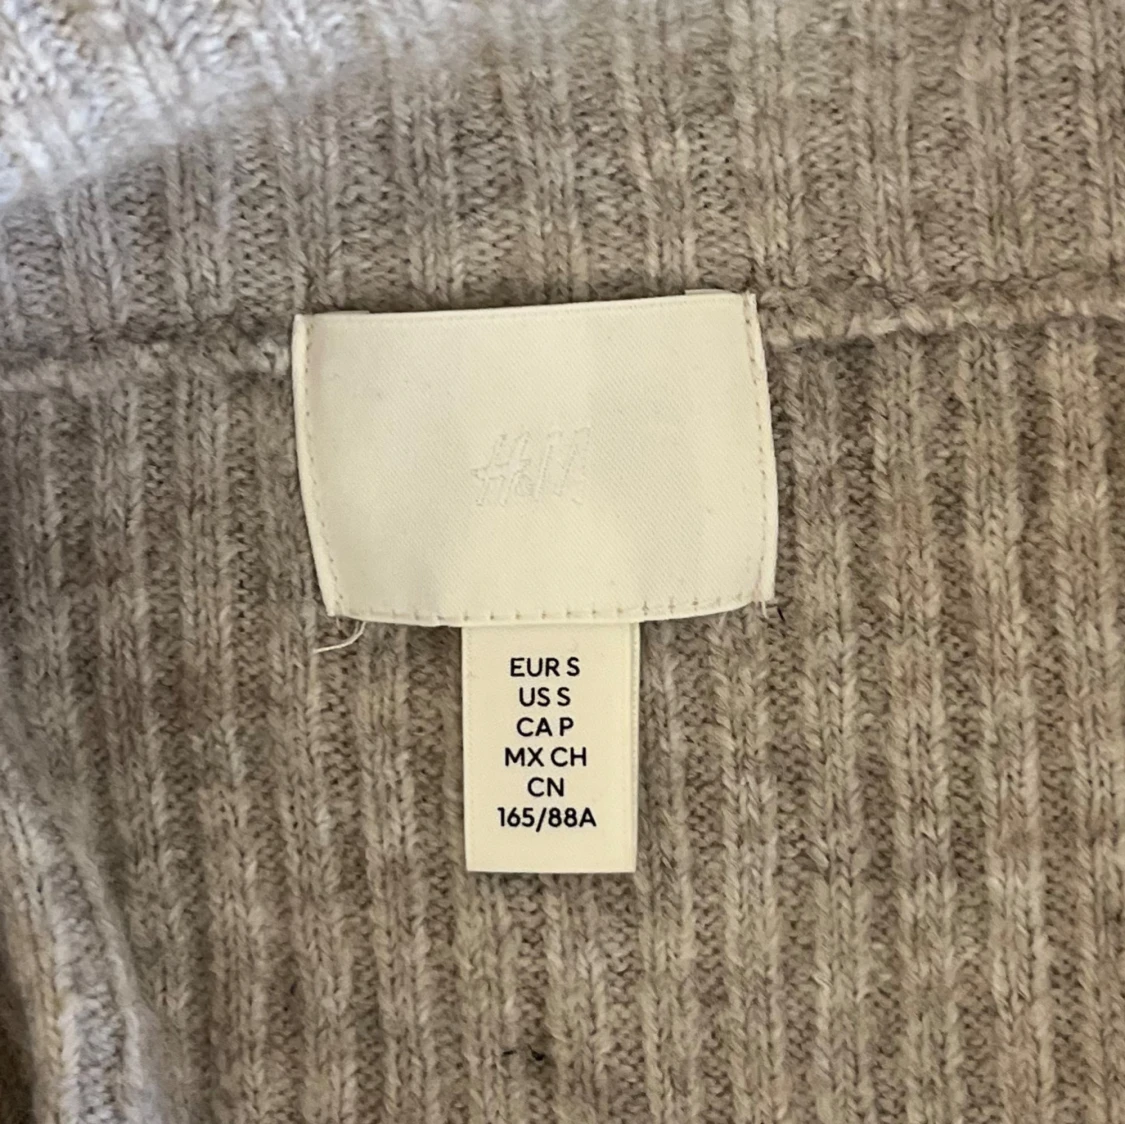 H&M
EUR S
US S
CA P
MX CH
CN
165/88A